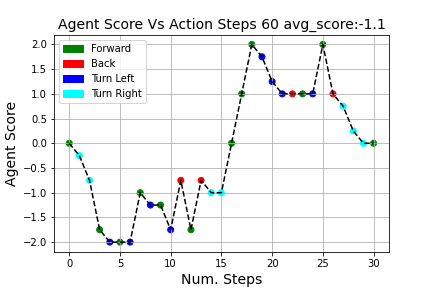 Agent Score Vs Action Steps 60 avg_score:-1.1
2.0
1.5
1.0
0.5
0.0
−0.5
−1.0
−1.5
−2.0
Agent Score
Forward
Back
Turn Left
Turn Right
0 5 10 15 20 25 30
Num. Steps